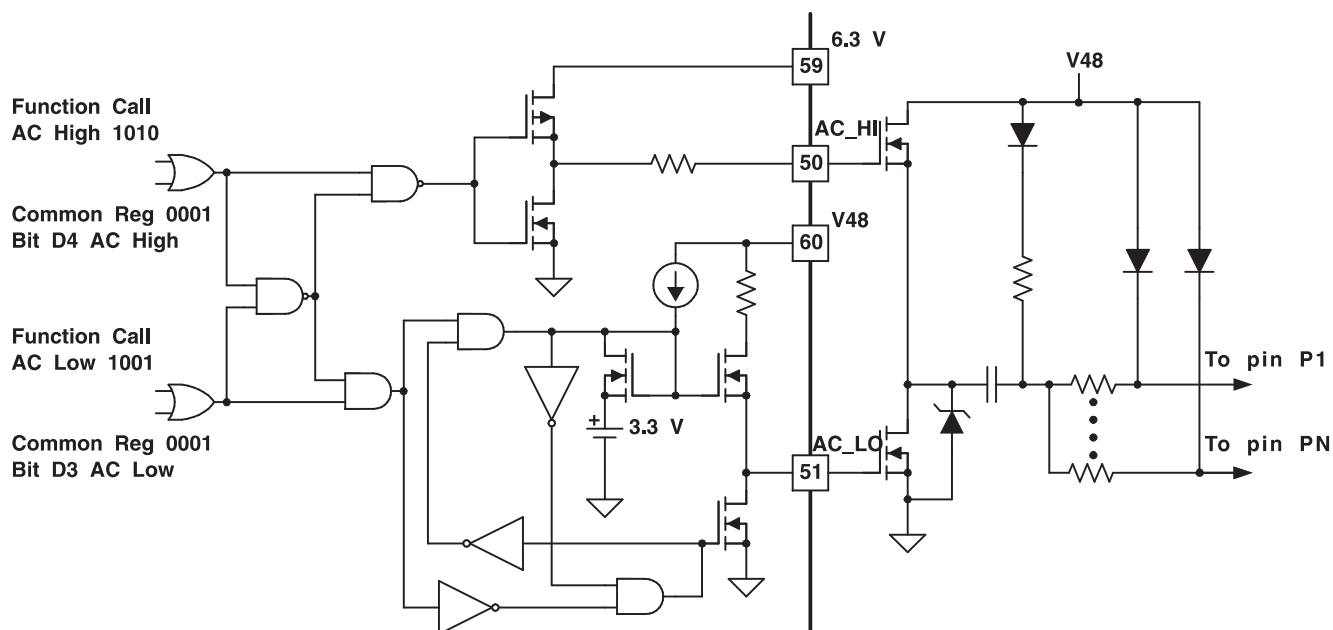 6.3 V
59
V48
Function Call
AC High 1010
AC_HI
50
Common Reg 0001
Bit D4 AC High
V48
60
Function Call
AC Low 1001
To pin P1
+
3.3 V
Common Reg 0001
Bit D3 AC Low
AC_LO
51
To pin PN